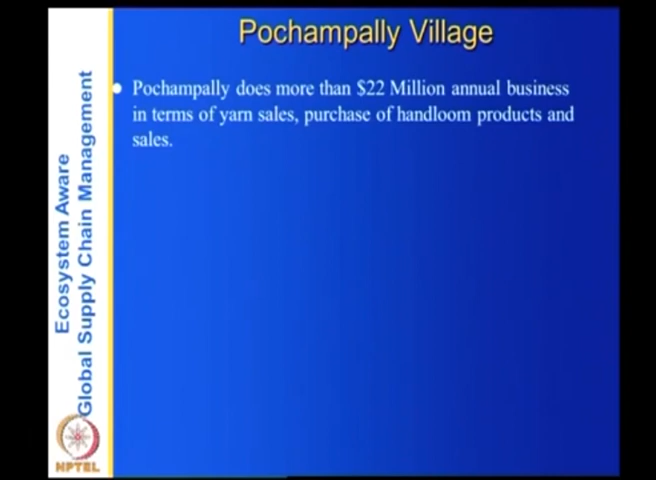 Pochampally Village
Pochampally does more than $22 Million annual business
in terms of yarn sales, purchase of handloom products and
sales.
Ecosystem Aware
Global Supply Chain Management
NPTEL